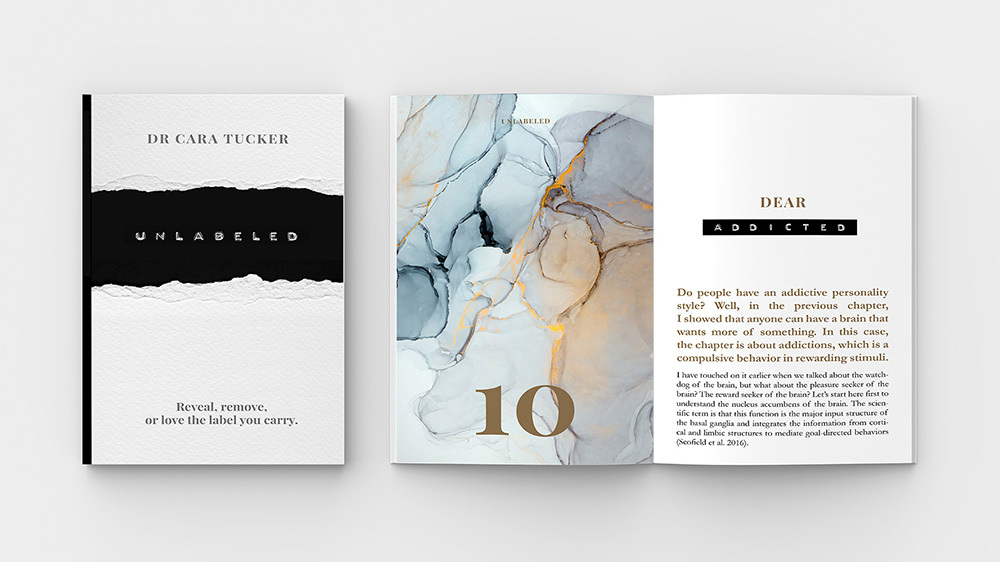 DR CARA TUCKER
UNLABELED
Reveal, remove,
or love the label you carry.
UNLABELED
10
DEAR
ADDICTED
Do people have an addictive personality
style? Well, in the previous chapter,
I showed that anyone can have a brain that
wants more of something. In this case,
the chapter is about addictions, which is a
compulsive behavior in rewarding stimuli.
I have touched on it earlier when we talked about the watch-
dog of the brain, but what about the pleasure seeker of the
brain? The reward seeker of the brain? Let's start here first to
understand the nucleus accumbens of the brain. The scien-
tific term is that this function is the major input structure of
the basal ganglia and integrates the information from corti-
cal and limbic structures to mediate goal-directed behaviors
(Scofield et al. 2016).